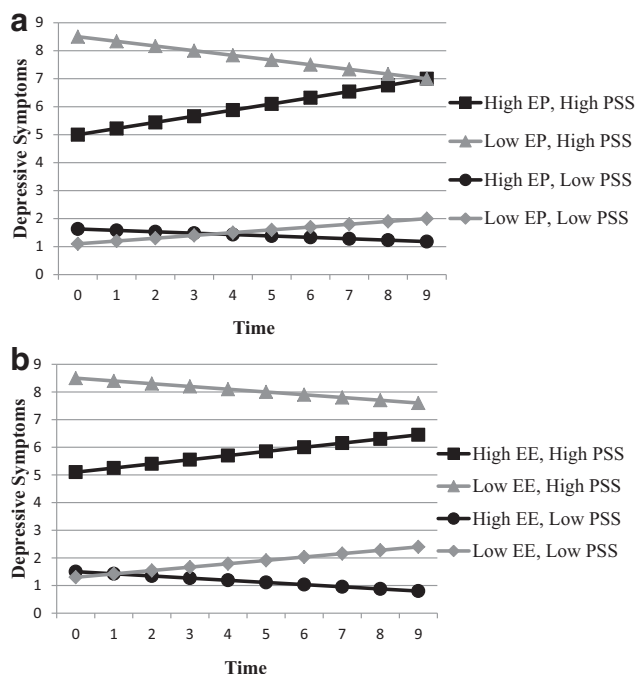 a
9
8
7
6
5
4
3
2
1
0
Depressive Symptoms
0 1 2 3 4 5 6 7 8 9
Time
High EP, High PSS
Low EP, High PSS
High EP, Low PSS
Low EP, Low PSS
b
9
8
7
6
5
4
3
2
1
0
Depressive Symptoms
0 1 2 3 4 5 6 7 8 9
Time
High EE, High PSS
Low EE, High PSS
High EE, Low PSS
Low EE, Low PSS